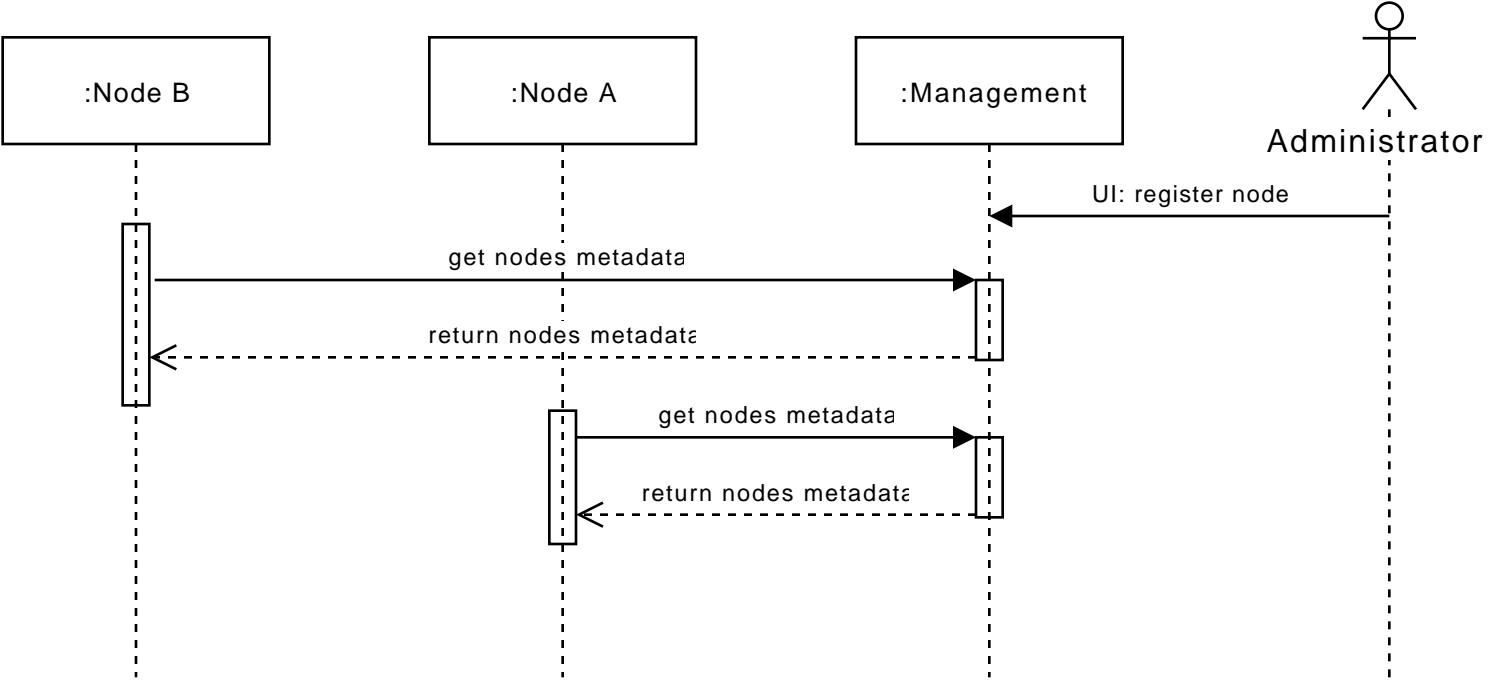 :Node B
:Node A
:Management
Administrator
UI: register node
get nodes metadata
return nodes metadata
get nodes metadata
return nodes metadata